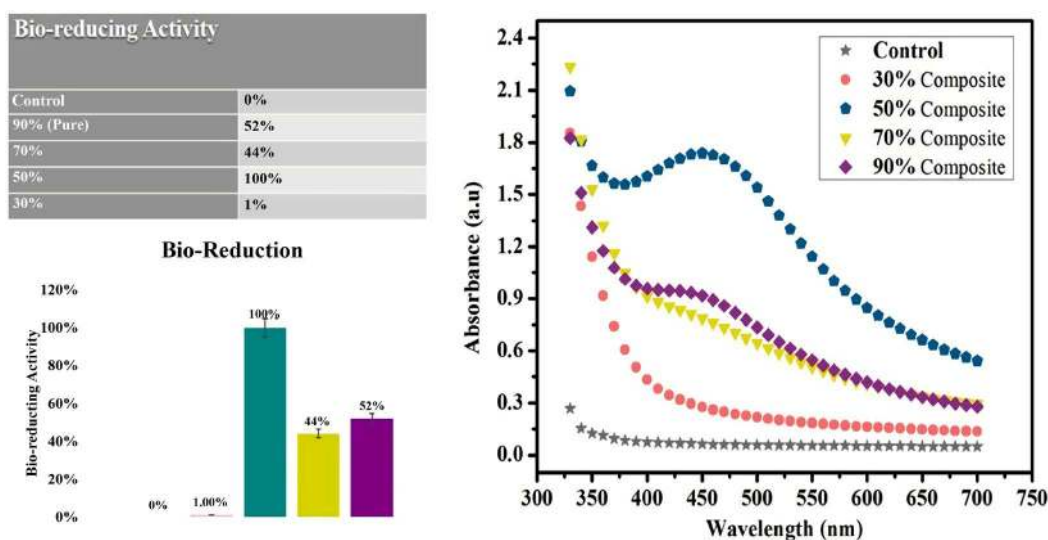 Bio-reducing Activity
Control 0%
90% (Pure) 52%
70% 44%
50% 100%
30% 1%
Bio-Reduction
Bio-reducting Activity
120%
100%
80%
60%
40%
20%
0%
0%
1.00%
100%
44%
52%
Absorbance (a.u)
2.4
2.1
1.8
1.5
1.2
0.9
0.6
0.3
0.0
Control
30% Composite
50% Composite
70% Composite
90% Composite
300 350 400 450 500 550 600 650 700 750
Wavelength (nm)